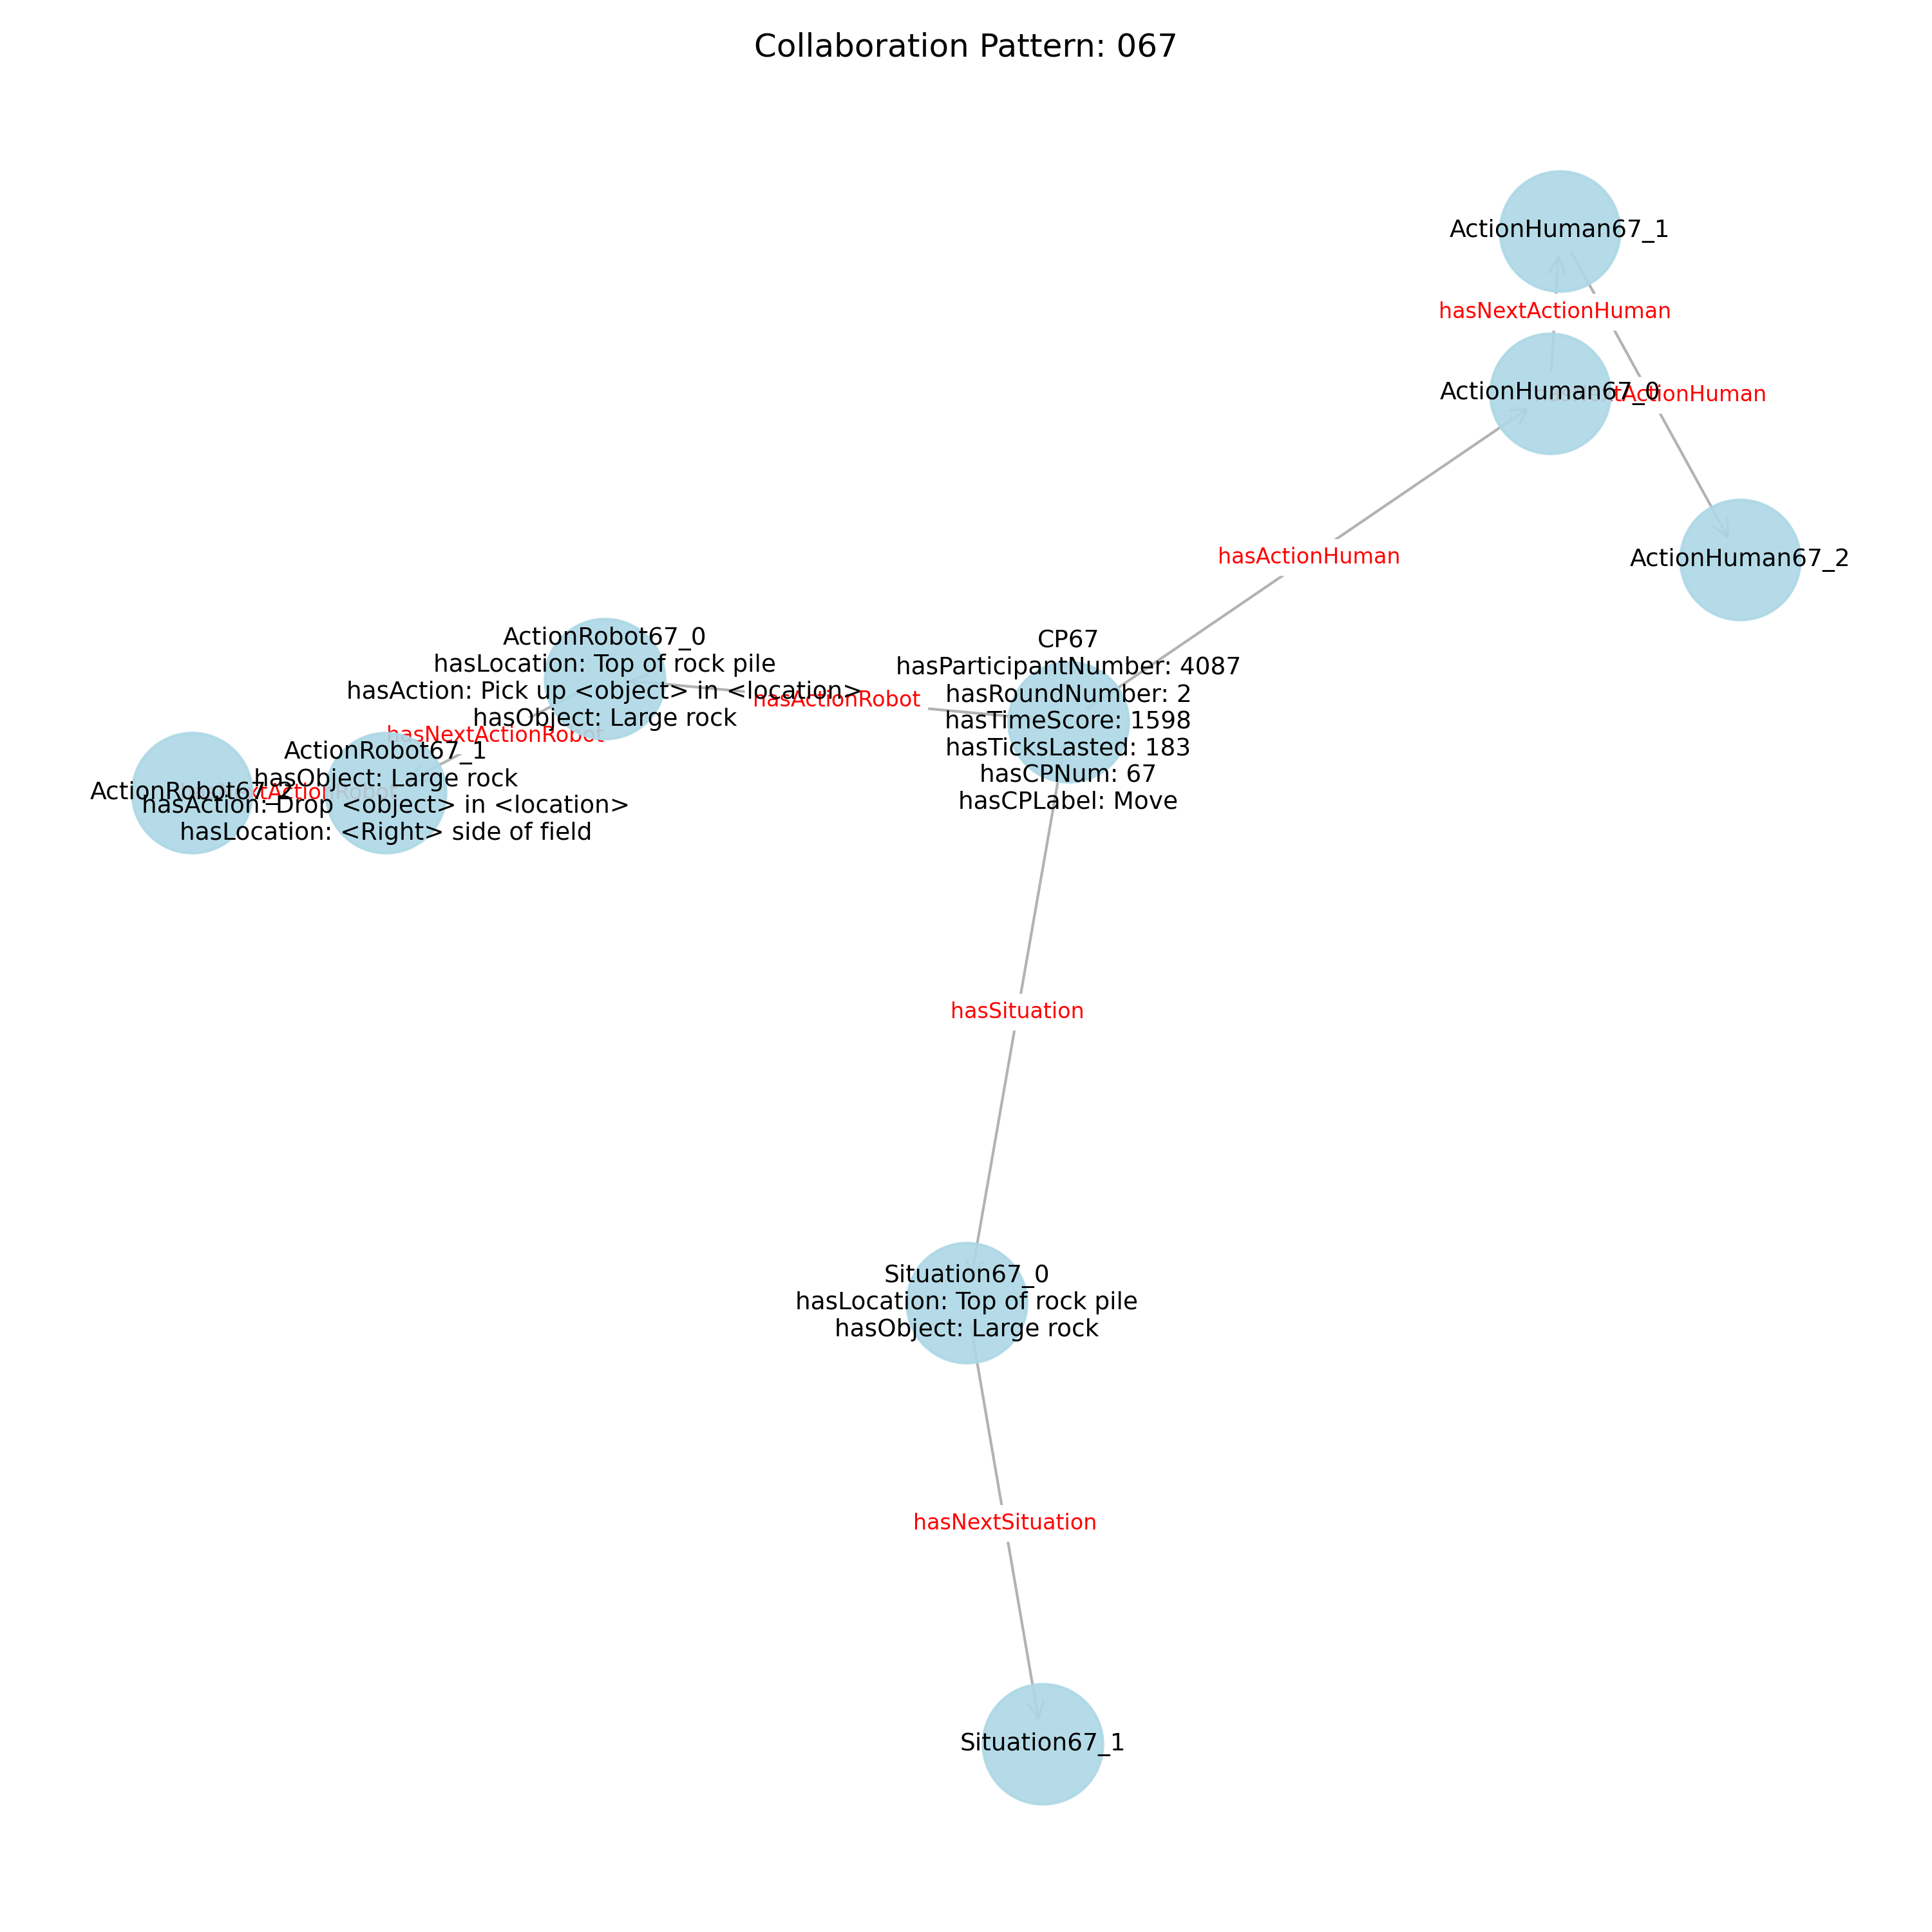 Collaboration Pattern: 067
ActionHuman67_1
hasNextActionHuman
ActionHuman67_0
hasActionHuman
ActionHuman67_2
ActionRobot67_0
hasLocation: Top of rock pile
hasAction: Pick up <object> in <location>
hasObject: Large rock
hasActionRobot
CP67
hasParticipantNumber: 4087
hasRoundNumber: 2
hasTimeScore: 1598
hasTicksLasted: 183
hasCPNum: 67
hasCPLabel: Move
hasNextActionRobot
ActionRobot67_1
hasObject: Large rock
hasAction: Drop <object> in <location>
hasLocation: <Right> side of field
ActionRobot67_2
hasSituation
Situation67_0
hasLocation: Top of rock pile
hasObject: Large rock
hasNextSituation
Situation67_1